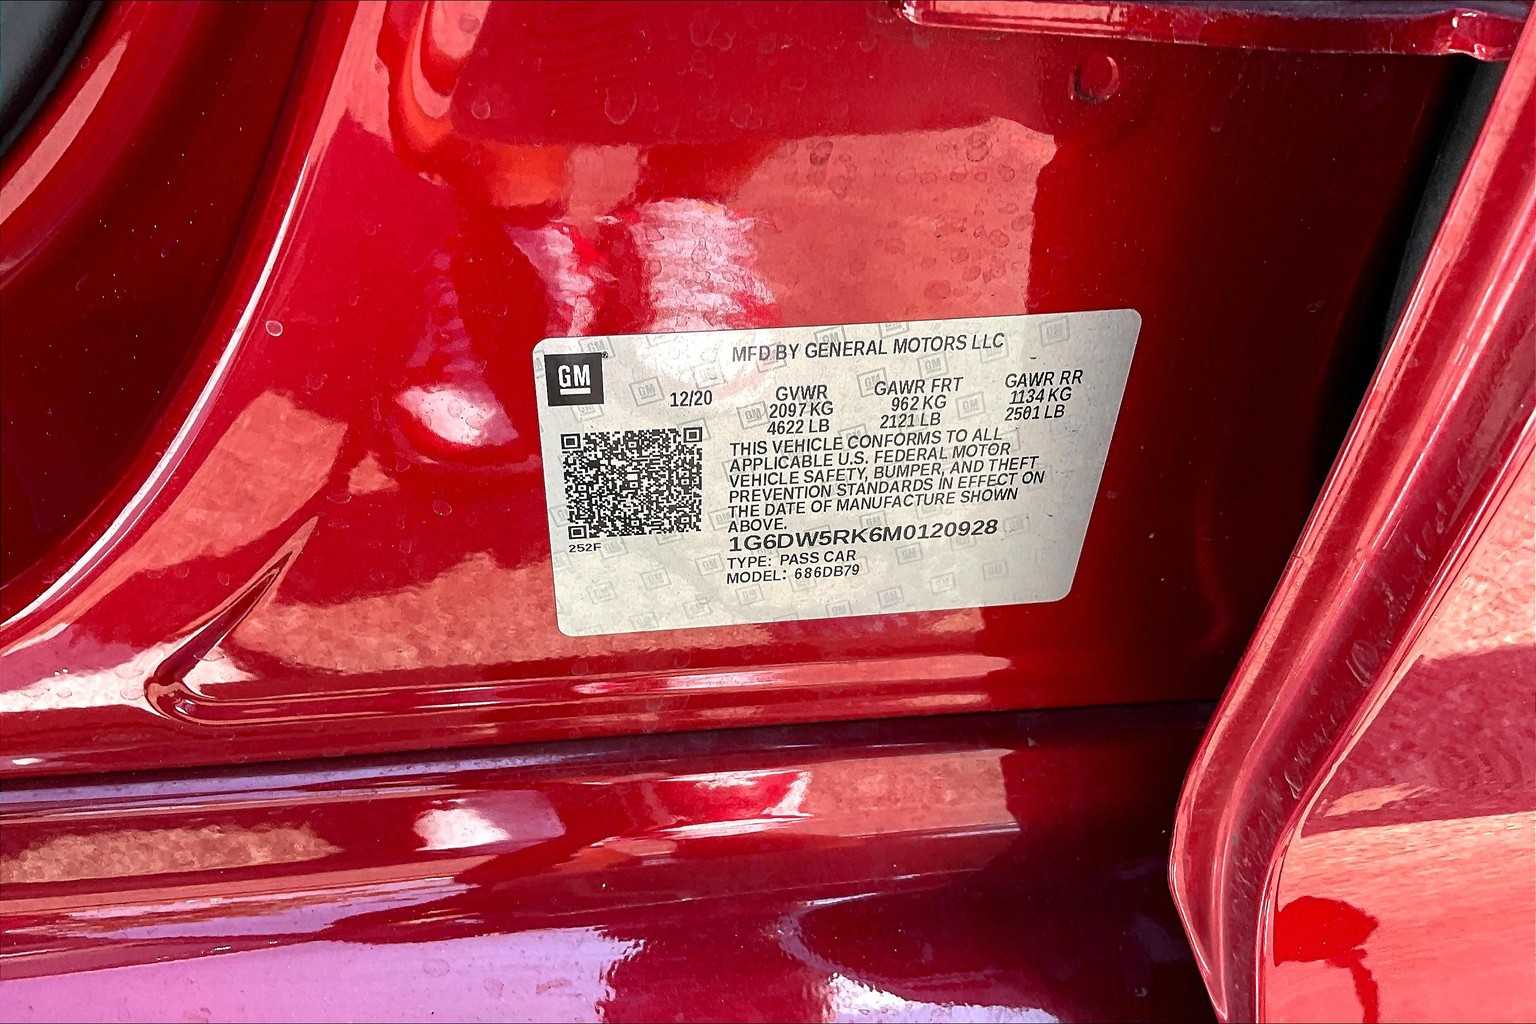 GM
MFD BY GENERAL MOTORS LLC
12/20
GVWR
2097 KG
4622 LB
GAWR FRT
962 KG
2121 LB
GAWR RR
1134 KG
2501 LB
THIS VEHICLE CONFORMS TO ALL
APPLICABLE U.S. FEDERAL MOTOR
VEHICLE SAFETY, BUMPER, AND THEFT
PREVENTION STANDARDS IN EFFECT ON
THE DATE OF MANUFACTURE SHOWN
ABOVE.
252F
1G6DW5RK6M0120928
TYPE: PASS CAR
MODEL: 686DB79